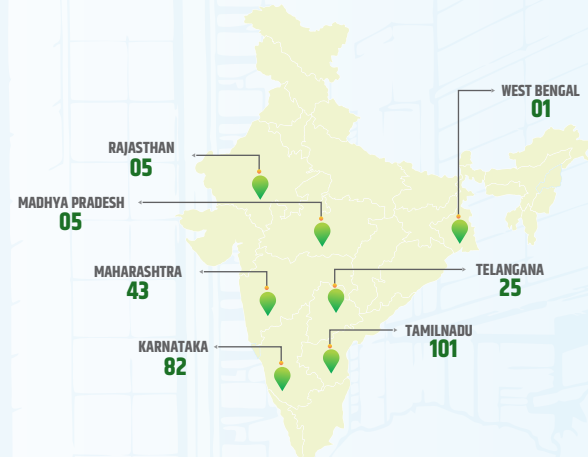 WEST BENGAL
01
RAJASTHAN
05
MADHYA PRADESH
05
MAHARASHTRA
43
TELANGANA
25
TAMILNADU
101
KARNATAKA
82